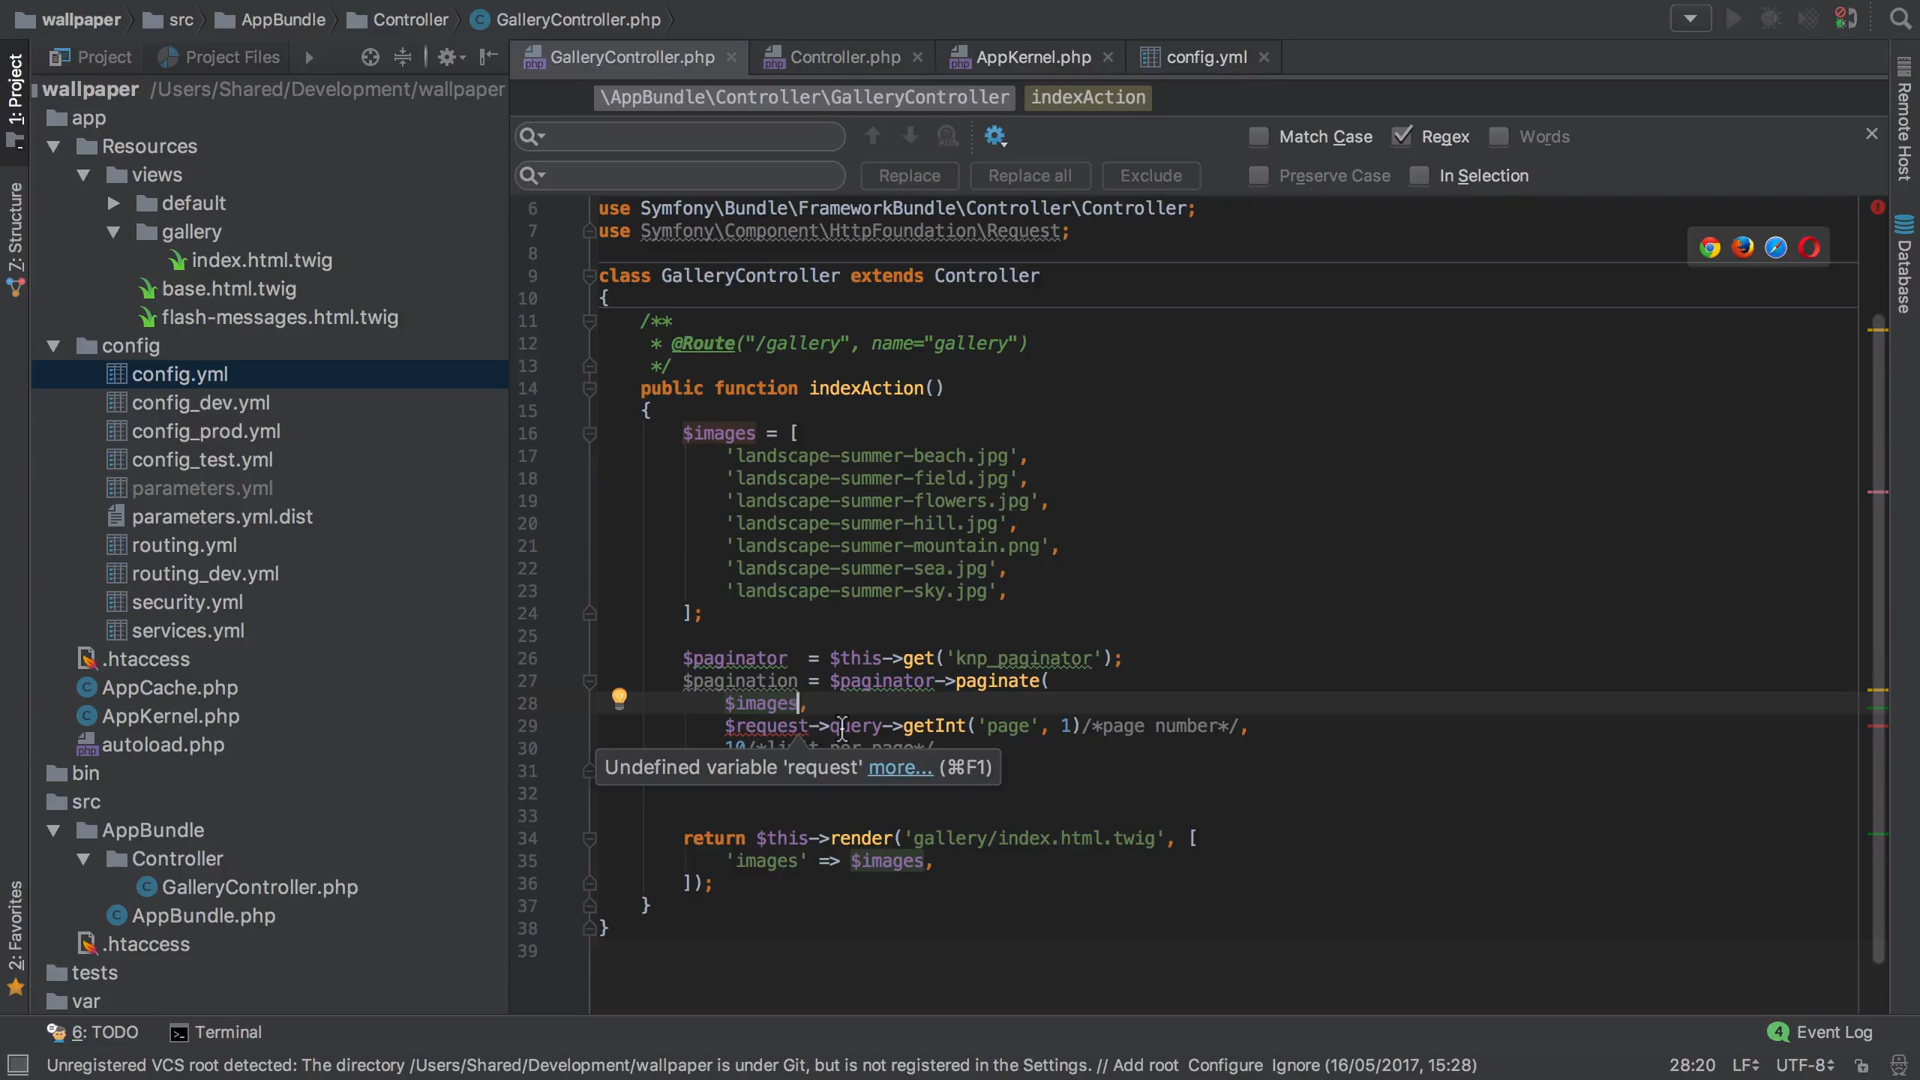 wallpaper
src
AppBundle
Controller
GalleryController.php
1: Project
Z: Structure
2: Favorites
Project
Project Files
wallpaper /Users/Shared/Development/wallpaper
app
Resources
views
default
gallery
index.html.twig
base.html.twig
flash-messages.html.twig
config
config.yml
config_dev.yml
config_prod.yml
config_test.yml
parameters.yml
parameters.yml.dist
routing.yml
routing_dev.yml
security.yml
services.yml
.htaccess
AppCache.php
AppKernel.php
autoload.php
bin
src
AppBundle
Controller
GalleryController.php
AppBundle.php
.htaccess
tests
var
GalleryController.php
Controller.php
AppKernel.php
config.yml
\AppBundle\Controller\GalleryController
indexAction
Match Case
Regex
Words
Replace
Replace all
Exclude
Preserve Case
In Selection
6 use Symfony\Bundle\FrameworkBundle\Controller\Controller;
7 use Symfony\Component\HttpFoundation\Request;
8
9 class GalleryController extends Controller
10 {
11 /**
12 * @Route("/gallery", name="gallery")
13 */
14 public function indexAction()
15 {
16 $images = [
17 'landscape-summer-beach.jpg',
18 'landscape-summer-field.jpg',
19 'landscape-summer-flowers.jpg',
20 'landscape-summer-hill.jpg',
21 'landscape-summer-mountain.png',
22 'landscape-summer-sea.jpg',
23 'landscape-summer-sky.jpg',
24 ];
25
26 $paginator = $this->get('knp_paginator');
27 $pagination = $paginator->paginate(
28 $images,
29 $request->query->getInt('page', 1)/*page number*/,
30 10/*limit per page*/
31
Undefined variable 'request' more... (⌘F1)
32
33
34 return $this->render('gallery/index.html.twig', [
35 'images' => $images,
36 ]);
37 }
38 }
39
Remote Host
Database
6: TODO
Terminal
4 Event Log
Unregistered VCS root detected: The directory /Users/Shared/Development/wallpaper is under Git, but is not registered in the Settings. // Add root Configure Ignore (16/05/2017, 15:28)
28:20 LF UTF-8